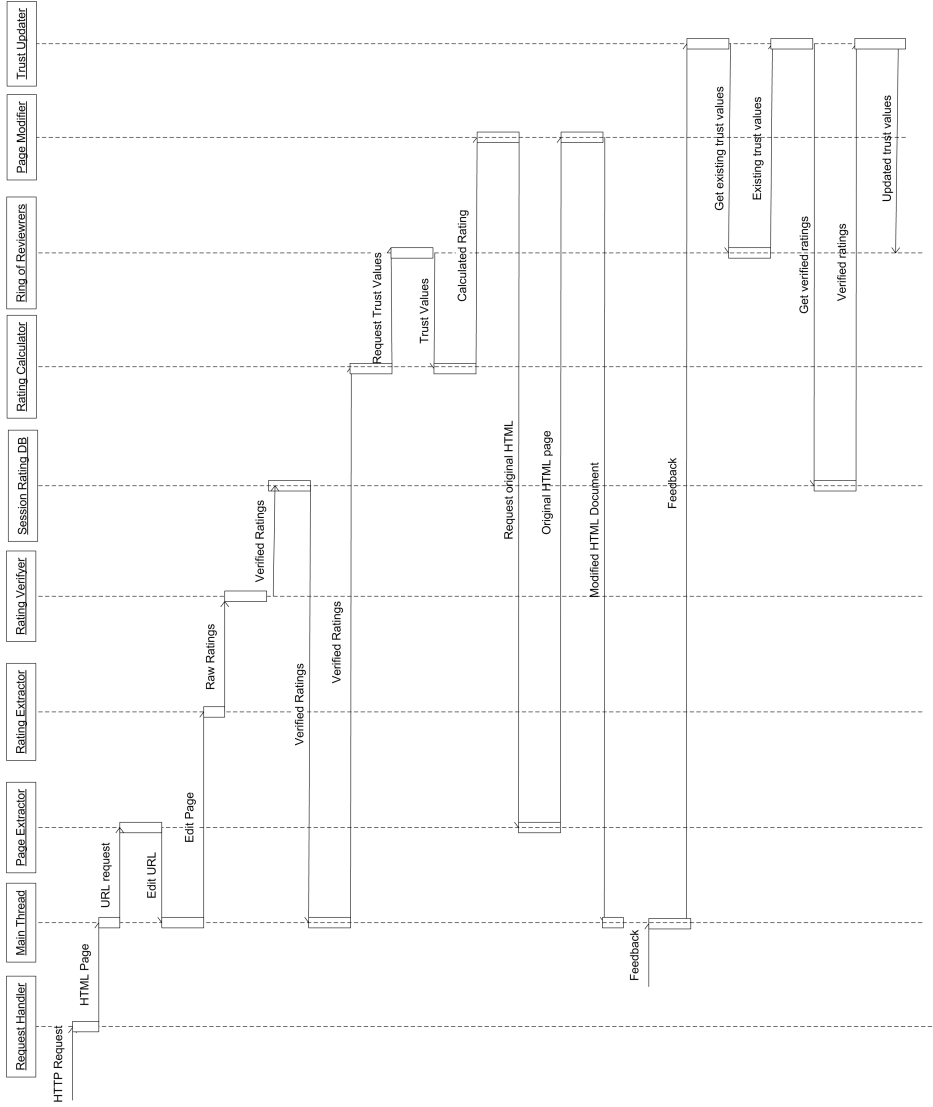 Request Handler
Main Thread
Page Extractor
Rating Extractor
Rating Verifyer
Session Rating DB
Rating Calculator
Ring of Reviewrers
Page Modifier
Trust Updater
HTTP Request
HTML Page
URL request
Edit URL
Edit Page
Raw Ratings
Verified Ratings
Verified Ratings
Verified Ratings
Request Trust Values
Trust Values
Calculated Rating
Request original HTML
Original HTML page
Modified HTML Document
Feedback
Feedback
Get existing trust values
Existing trust values
Get verified ratings
Verified ratings
Updated trust values